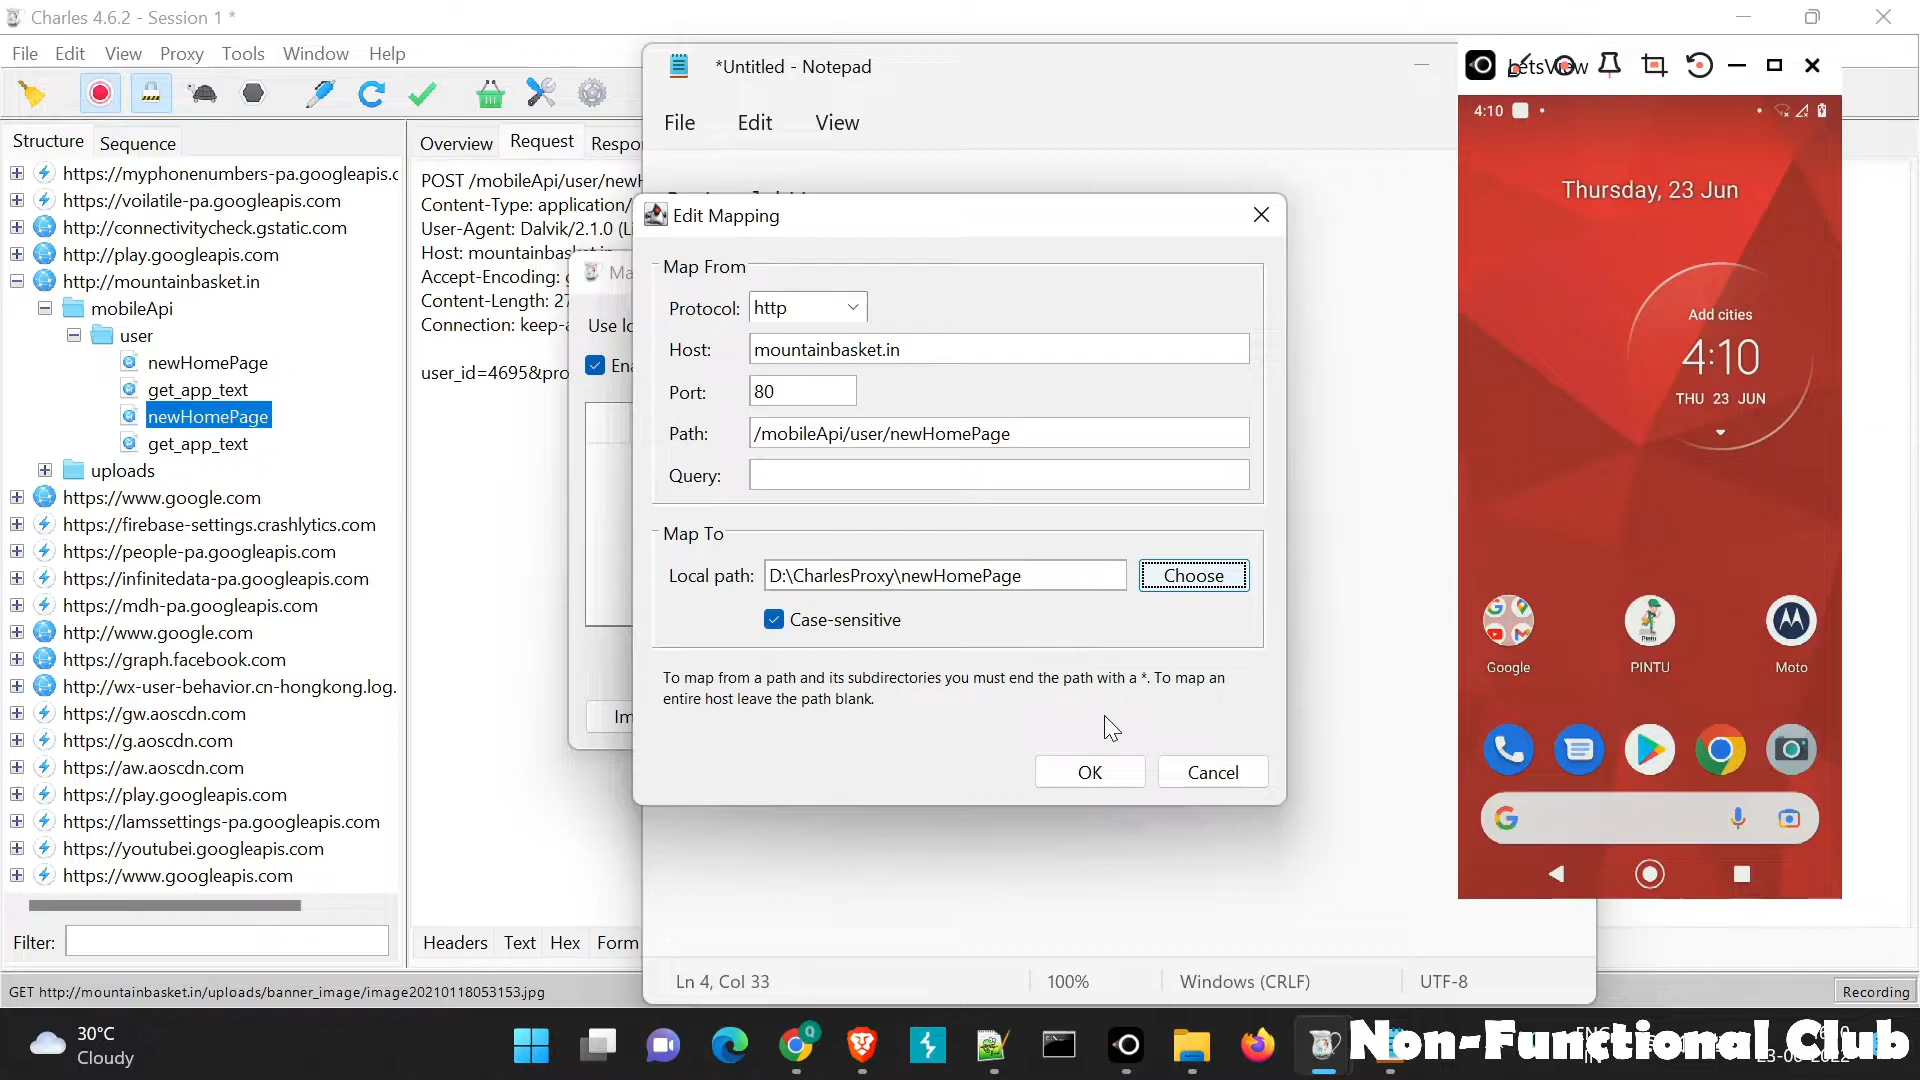 Charles 4.6.2 - Session 1 *
File Edit View Proxy Tools Window Help
Structure Sequence
https://myphonenumbers-pa.googleapis.c
https://voilatile-pa.googleapis.com
http://connectivitycheck.gstatic.com
http://play.googleapis.com
http://mountainbasket.in
mobileApi
user
newHomePage
get_app_text
newHomePage
get_app_text
uploads
https://www.google.com
https://firebase-settings.crashlytics.com
https://people-pa.googleapis.com
https://infinitedata-pa.googleapis.com
https://mdh-pa.googleapis.com
http://www.google.com
https://graph.facebook.com
http://wx-user-behavior.cn-hongkong.log.
https://gw.aoscdn.com
https://g.aoscdn.com
https://aw.aoscdn.com
https://play.googleapis.com
https://lamssettings-pa.googleapis.com
https://youtubei.googleapis.com
https://www.googleapis.com
Filter:
GET http://mountainbasket.in/uploads/banner_image/image20210118053153.jpg
Recording
Overview Request Respo
POST /mobileApi/user/newH
Content-Type: application/
User-Agent: Dalvik/2.1.0 (Li
Host: mountainbasket.in
Accept-Encoding: g
Content-Length: 27
Connection: keep-a
user_id=4695&pro
Headers Text Hex Form
Ma
Use lo
Ena
Im
*Untitled - Notepad
File Edit View
Ln 4, Col 33 100% Windows (CRLF) UTF-8
Edit Mapping
Map From
Protocol: http
Host: mountainbasket.in
Port: 80
Path: /mobileApi/user/newHomePage
Query:
Map To
Local path: D:\CharlesProxy\newHomePage Choose
Case-sensitive
To map from a path and its subdirectories you must end the path with a *. To map an
entire host leave the path blank.
OK Cancel
LetsView
4:10
Thursday, 23 Jun
Add cities
4:10
THU 23 JUN
Google PINTU Moto
30°C
Cloudy
Non-Functional Club